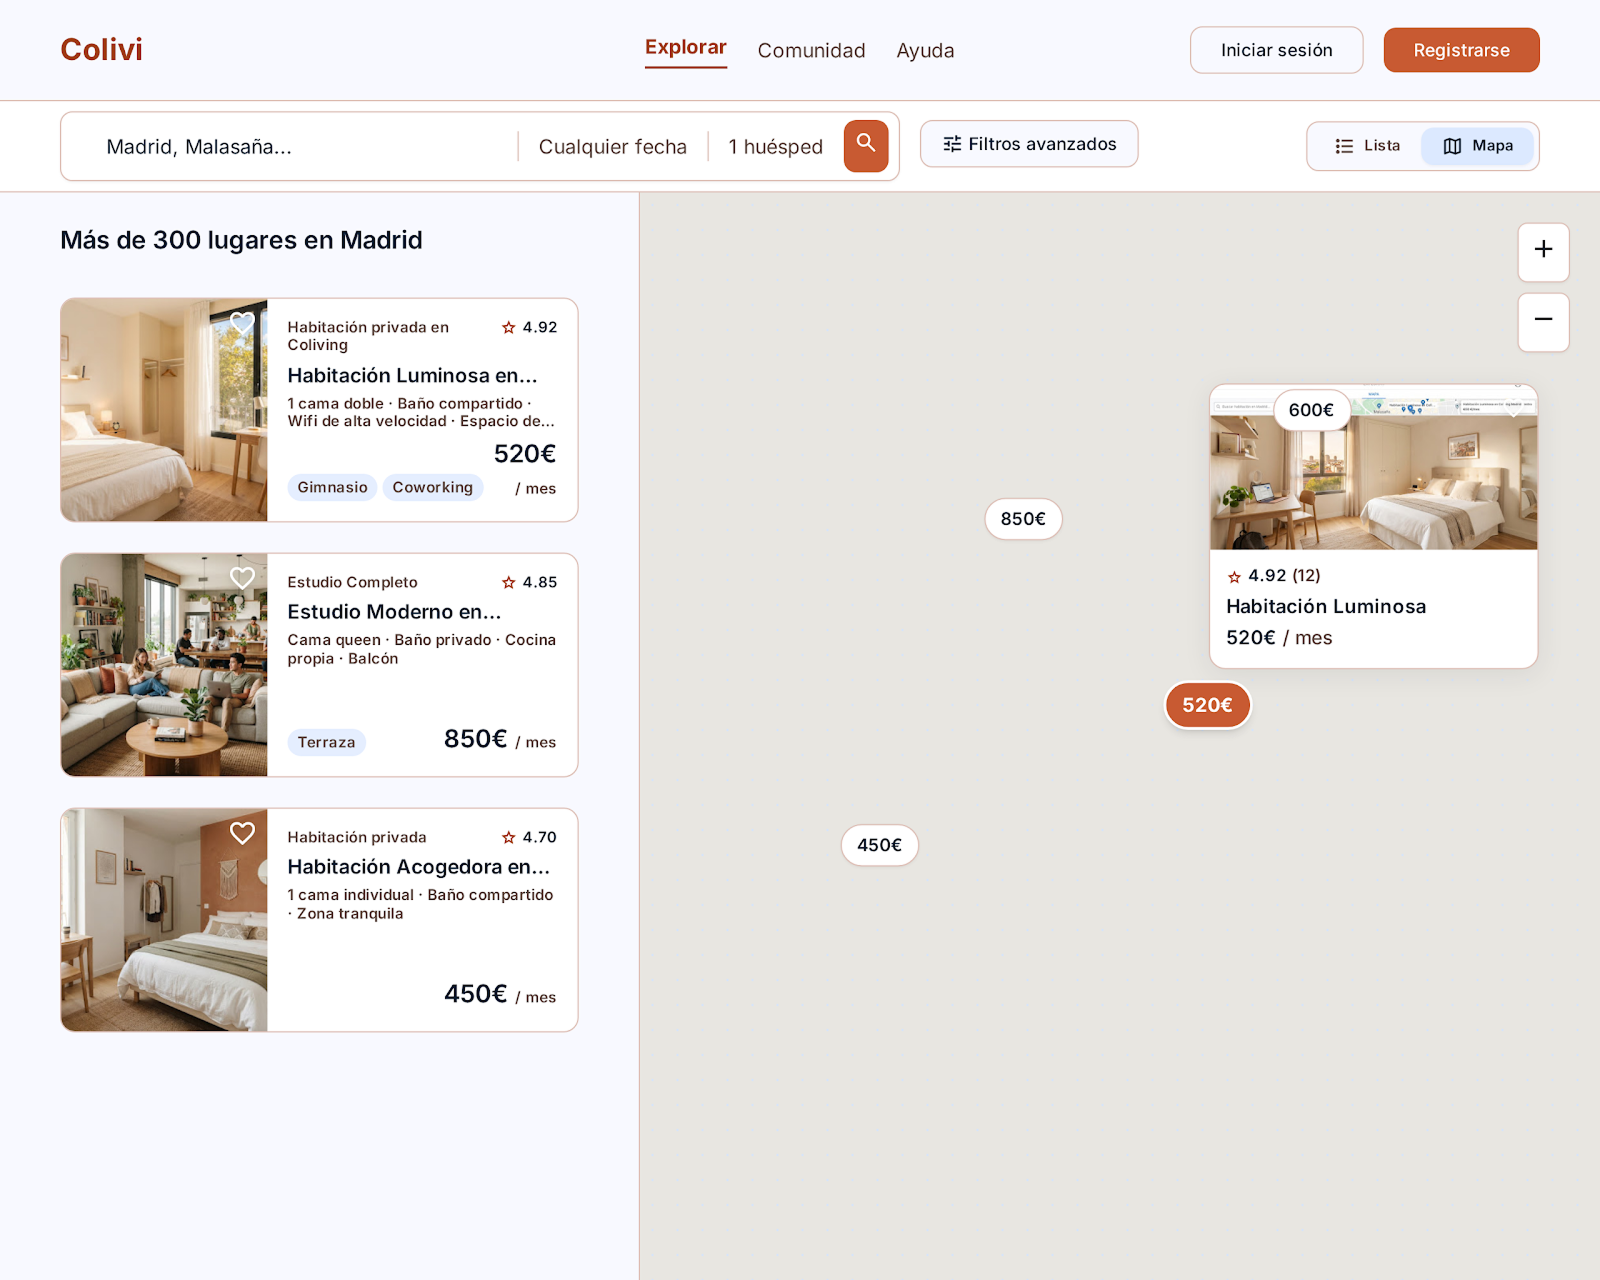 Colivi
Explorar
Comunidad
Ayuda
Iniciar sesión
Registrarse
Madrid, Malasaña...
Cualquier fecha
1 huésped
Filtros avanzados
Lista
Mapa
Más de 300 lugares en Madrid
Habitación privada en
Coliving
4.92
Habitación Luminosa en...
1 cama doble · Baño compartido ·
Wifi de alta velocidad · Espacio de...
520€
/ mes
Gimnasio
Coworking
Estudio Completo
4.85
Estudio Moderno en...
Cama queen · Baño privado · Cocina
propia · Balcón
Terraza
850€ / mes
Habitación privada
4.70
Habitación Acogedora en...
1 cama individual · Baño compartido
· Zona tranquila
450€ / mes
+
−
600€
850€
4.92 (12)
Habitación Luminosa
520€ / mes
520€
450€